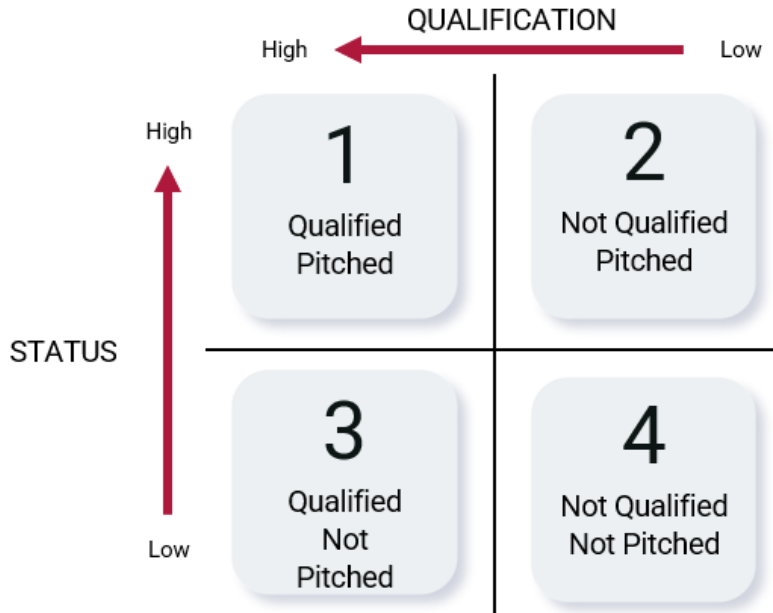 QUALIFICATION
High
Low
High
1
Qualified
Pitched
2
Not Qualified
Pitched
STATUS
3
Qualified
Not
Pitched
4
Not Qualified
Not Pitched
Low